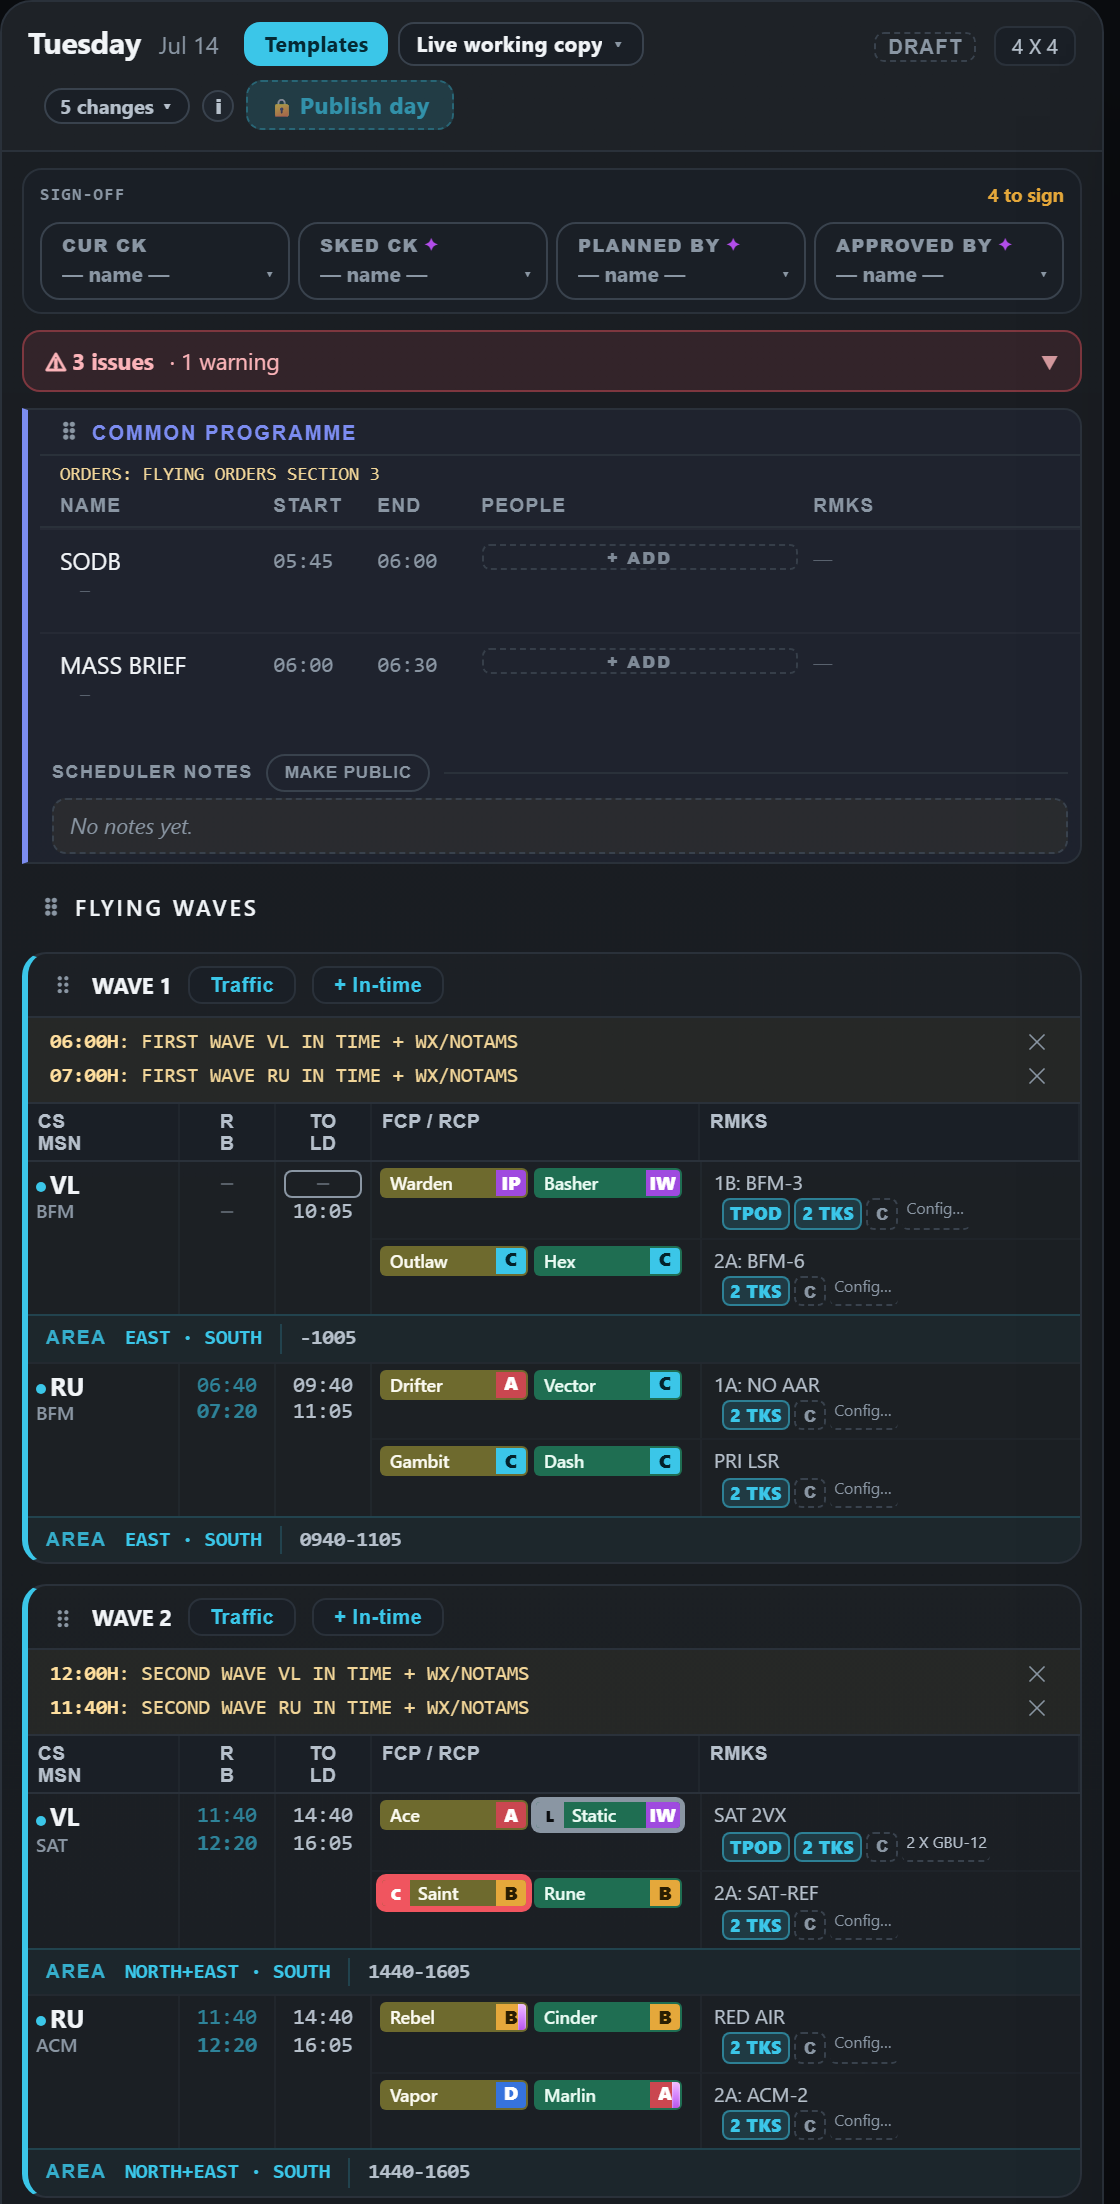 Tuesday Jul 14 Templates Live working copy ▾ DRAFT 4 X 4
5 changes ▾ i 🔒 Publish day
SIGN-OFF 4 to sign
CUR CK SKED CK ✦ PLANNED BY ✦ APPROVED BY ✦
— name — ▾ — name — ▾ — name — ▾ — name — ▾
⚠ 3 issues · 1 warning ▼
COMMON PROGRAMME
ORDERS: FLYING ORDERS SECTION 3
NAME START END PEOPLE RMKS
SODB 05:45 06:00 + ADD —
—
MASS BRIEF 06:00 06:30 + ADD —
—
SCHEDULER NOTES MAKE PUBLIC
No notes yet.
FLYING WAVES
WAVE 1 Traffic + In-time
06:00H: FIRST WAVE VL IN TIME + WX/NOTAMS ×
07:00H: FIRST WAVE RU IN TIME + WX/NOTAMS ×
CS R TO FCP / RCP RMKS
MSN B LD
VL — — Warden IP Basher IW 1B: BFM-3
BFM — 10:05 TPOD 2 TKS C Config...
Outlaw C Hex C 2A: BFM-6
2 TKS C Config...
AREA EAST · SOUTH -1005
RU 06:40 09:40 Drifter A Vector C 1A: NO AAR
BFM 07:20 11:05 2 TKS C Config...
Gambit C Dash C PRI LSR
2 TKS C Config...
AREA EAST · SOUTH 0940-1105
WAVE 2 Traffic + In-time
12:00H: SECOND WAVE VL IN TIME + WX/NOTAMS ×
11:40H: SECOND WAVE RU IN TIME + WX/NOTAMS ×
CS R TO FCP / RCP RMKS
MSN B LD
VL 11:40 14:40 Ace A L Static IW SAT 2VX
SAT 12:20 16:05 TPOD 2 TKS C 2 X GBU-12
C Saint B Rune B 2A: SAT-REF
2 TKS C Config...
AREA NORTH+EAST · SOUTH 1440-1605
RU 11:40 14:40 Rebel B Cinder B RED AIR
ACM 12:20 16:05 2 TKS C Config...
Vapor D Marlin A 2A: ACM-2
2 TKS C Config...
AREA NORTH+EAST · SOUTH 1440-1605